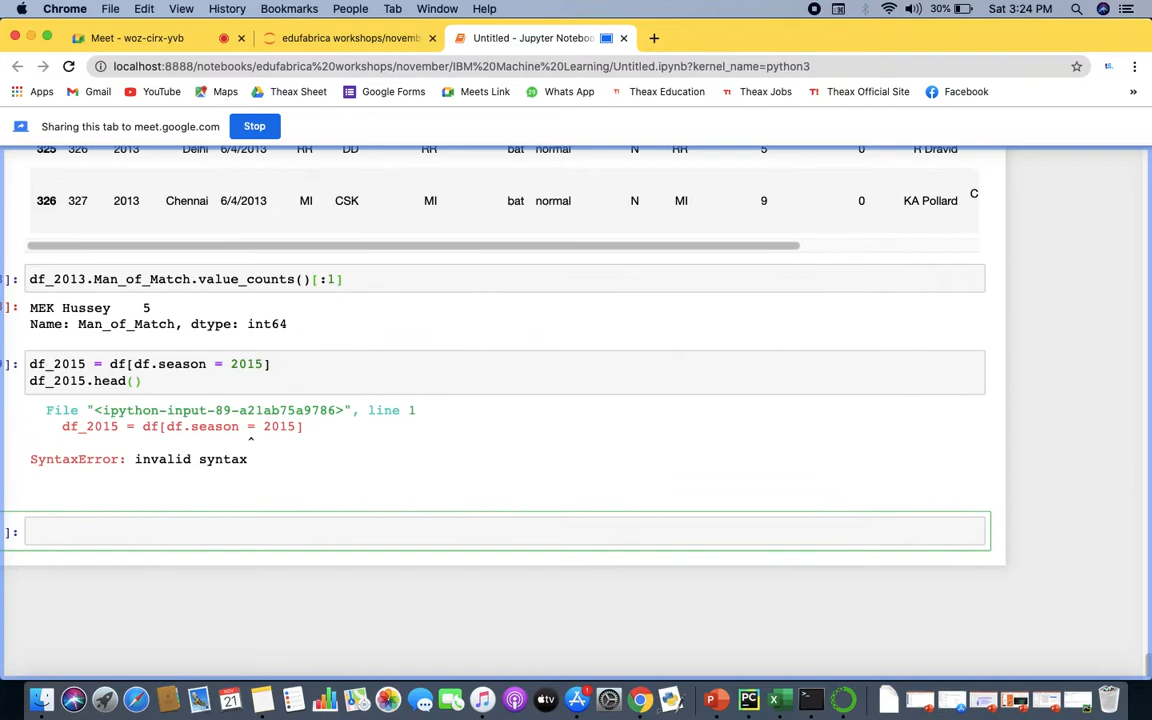 Chrome File Edit View History Bookmarks People Tab Window Help 30% Sat 3:24 PM
Meet - woz-cirx-yvb edufabrica workshops/novemb Untitled - Jupyter Noteboo
localhost:8888/notebooks/edufabrica%20workshops/november/IBM%20Machine%20Learning/Untitled.ipynb?kernel_name=python3
Apps Gmail YouTube Maps Theax Sheet Google Forms Meets Link Whats App Theax Education Theax Jobs Theax Official Site Facebook »
Sharing this tab to meet.google.com Stop
325 326 2013 Delhi 6/4/2013 RR DD RR bat normal N RR 5 0 R Dravid
326 327 2013 Chennai 6/4/2013 MI CSK MI bat normal N MI 9 0 KA Pollard C
]: df_2013.Man_of_Match.value_counts()[:1]
]: MEK Hussey 5
Name: Man_of_Match, dtype: int64
]: df_2015 = df[df.season = 2015]
df_2015.head()
File "<ipython-input-89-a21ab75a9786>", line 1
df_2015 = df[df.season = 2015]
^
SyntaxError: invalid syntax
]:
NOV
21
tv
1
PC